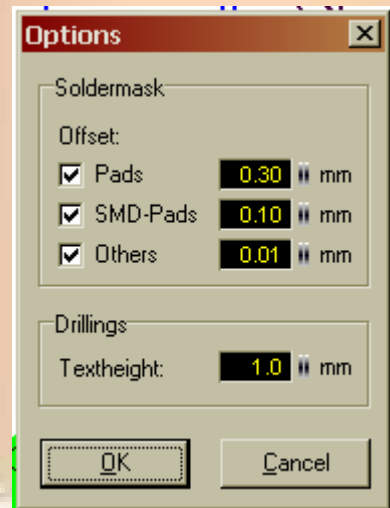 Options
Soldermask
Offset:
Pads 0.30 mm
SMD-Pads 0.10 mm
Others 0.01 mm
Drillings
Textheight: 1.0 mm
OK Cancel